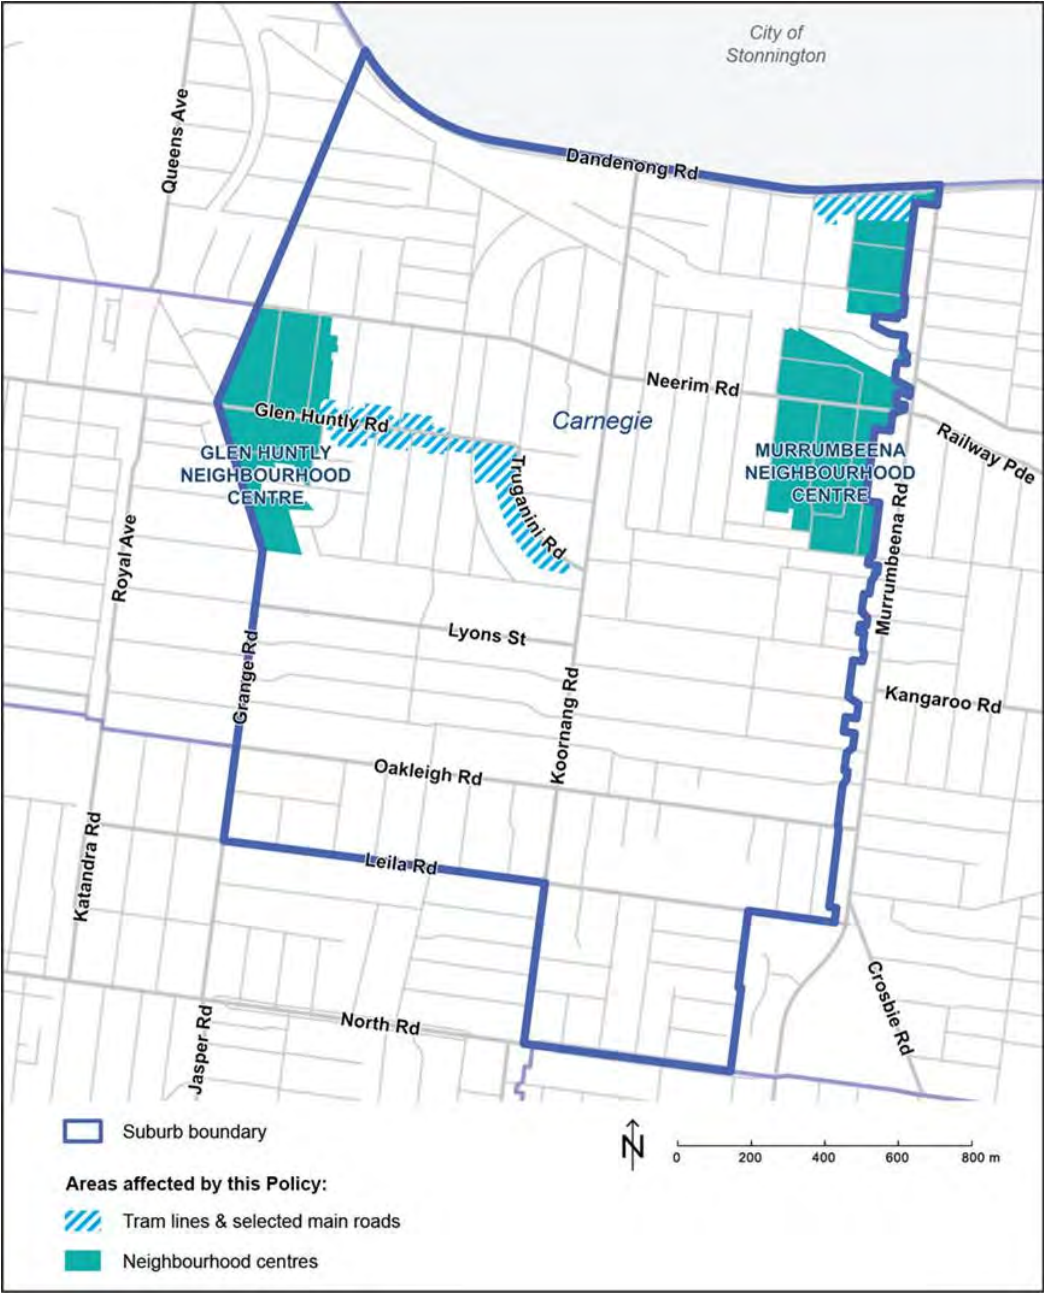 City of
Stonnington
Queens Ave
Dandenong Rd
Neerim Rd
Glen Huntly Rd
Carnegie
GLEN HUNTLY
NEIGHBOURHOOD
CENTRE
MURRUMBEENA
NEIGHBOURHOOD
CENTRE
Railway Pde
Truganini Rd
Royal Ave
Murrumbeena Rd
Lyons St
Grange Rd
Koornang Rd
Kangaroo Rd
Oakleigh Rd
Katandra Rd
Leila Rd
Crosbie Rd
North Rd
Jasper Rd
Suburb boundary
N
0 200 400 600 800 m
Areas affected by this Policy:
Tram lines & selected main roads
Neighbourhood centres